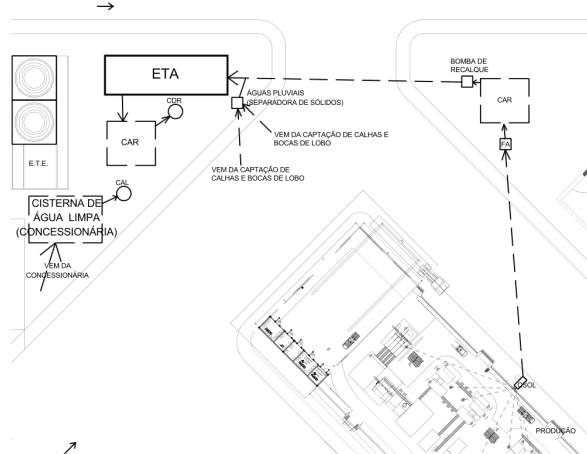 BOMBA DE
RECALQUE
ETA
ÁGUAS PLUVIAIS
(SEPARADORA DE SÓLIDOS)
CDR
CAR
CAR
VEM DA CAPTAÇÃO DE CALHAS E
BOCAS DE LOBO
FA
E.T.E.
VEM DA CAPTAÇÃO DE
CALHAS E BOCAS DE LOBO
CAL
CISTERNA DE
ÁGUA LIMPA
(CONCESSIONÁRIA)
VEM DA
CONCESSIONÁRIA
CSOL
PRODUÇÃO